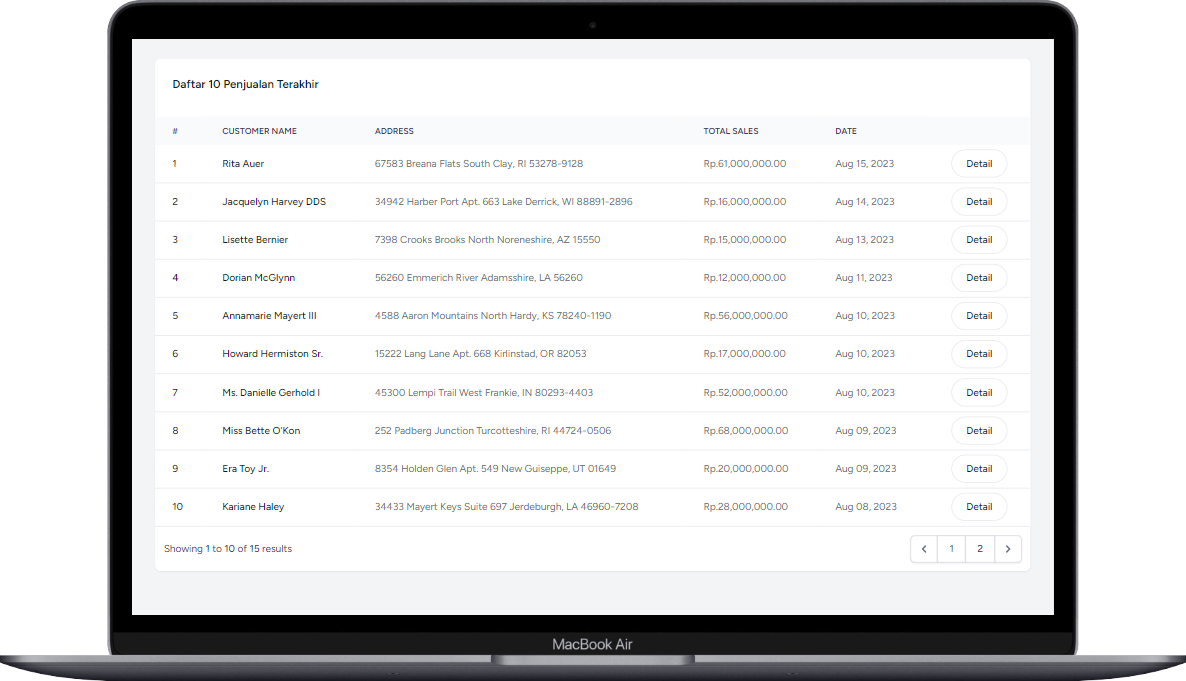 Daftar 10 Penjualan Terakhir
# CUSTOMER NAME ADDRESS TOTAL SALES DATE
1 Rita Auer 67583 Breana Flats South Clay, RI 53278-9128 Rp.61,000,000.00 Aug 15, 2023 Detail
2 Jacquelyn Harvey DDS 34942 Harber Port Apt. 663 Lake Derrick, WI 88891-2896 Rp.16,000,000.00 Aug 14, 2023 Detail
3 Lisette Bernier 7398 Crooks Brooks North Noreneshire, AZ 15550 Rp.15,000,000.00 Aug 13, 2023 Detail
4 Dorian McGlynn 56260 Emmerich River Adamsshire, LA 56260 Rp.12,000,000.00 Aug 11, 2023 Detail
5 Annamarie Mayert III 4588 Aaron Mountains North Hardy, KS 78240-1190 Rp.56,000,000.00 Aug 10, 2023 Detail
6 Howard Hermiston Sr. 15222 Lang Lane Apt. 668 Kirlinstad, OR 82053 Rp.17,000,000.00 Aug 10, 2023 Detail
7 Ms. Danielle Gerhold I 45300 Lempi Trail West Frankie, IN 80293-4403 Rp.52,000,000.00 Aug 10, 2023 Detail
8 Miss Bette O'Kon 252 Padberg Junction Turcotteshire, RI 44724-0506 Rp.68,000,000.00 Aug 09, 2023 Detail
9 Era Toy Jr. 8354 Holden Glen Apt. 549 New Guiseppe, UT 01649 Rp.20,000,000.00 Aug 09, 2023 Detail
10 Kariane Haley 34433 Mayert Keys Suite 697 Jerdeburgh, LA 46960-7208 Rp.28,000,000.00 Aug 08, 2023 Detail
Showing 1 to 10 of 15 results 1 2
MacBook Air